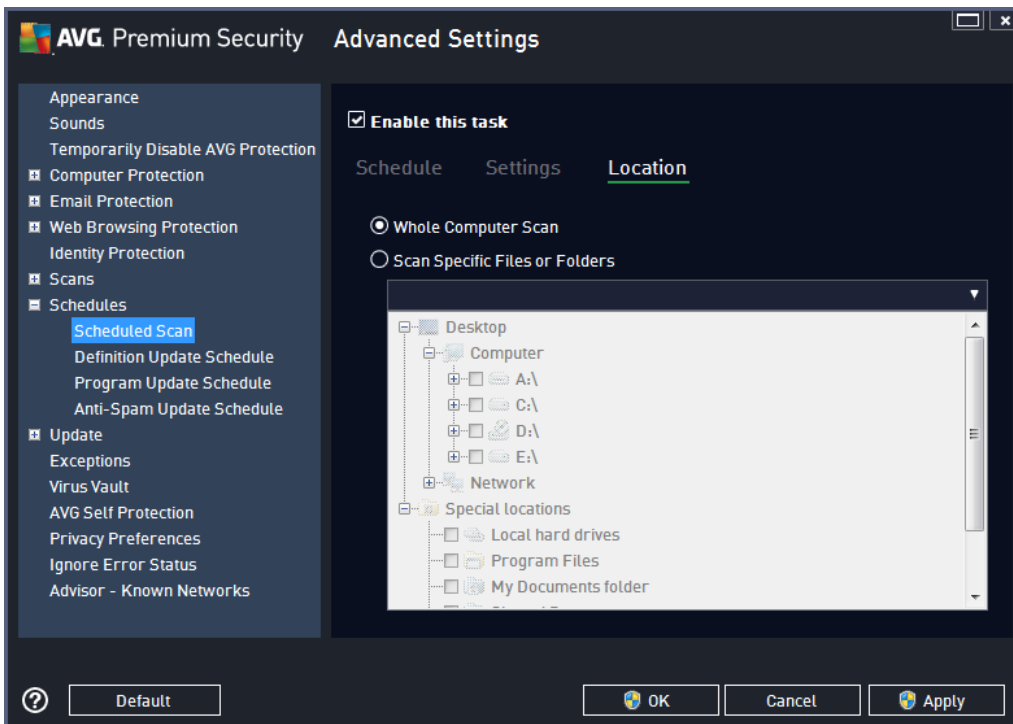 AVG. Premium Security Advanced Settings
Appearance
Sounds
Temporarily Disable AVG Protection
Computer Protection
Email Protection
Web Browsing Protection
Identity Protection
Scans
Schedules
Scheduled Scan
Definition Update Schedule
Program Update Schedule
Anti-Spam Update Schedule
Update
Exceptions
Virus Vault
AVG Self Protection
Privacy Preferences
Ignore Error Status
Advisor - Known Networks
Enable this task
Schedule Settings Location
Whole Computer Scan
Scan Specific Files or Folders
Desktop
Computer
A:\
C:\
D:\
E:\
Network
Special locations
Local hard drives
Program Files
My Documents folder
Default OK Cancel Apply